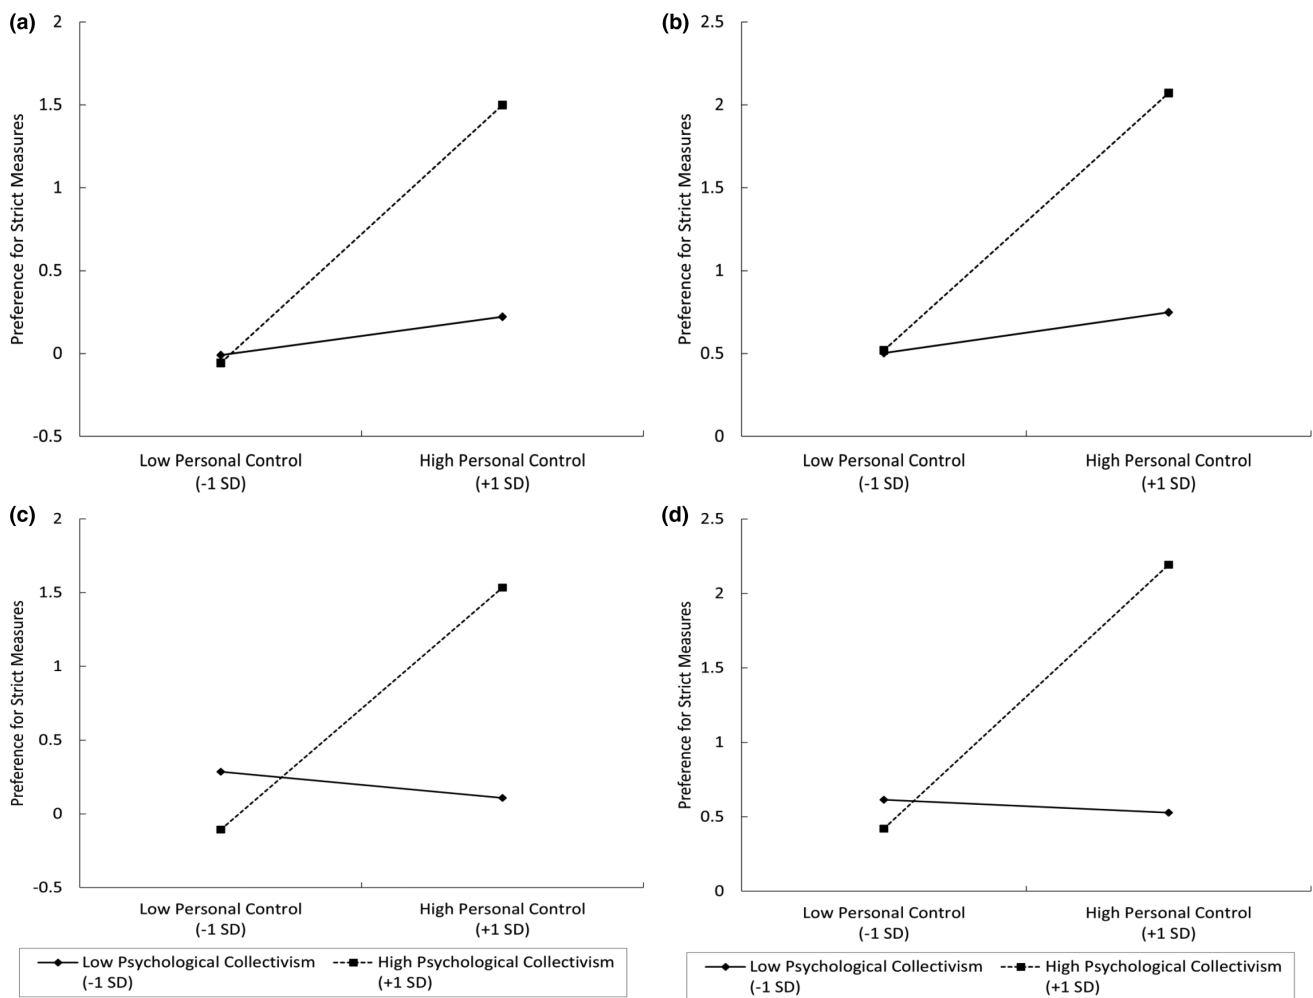 (a)
Preference for Strict Measures
2
1.5
1
0.5
0
-0.5
Low Personal Control
(-1 SD)
High Personal Control
(+1 SD)
(b)
Preference for Strict Measures
2.5
2
1.5
1
0.5
0
Low Personal Control
(-1 SD)
High Personal Control
(+1 SD)
(c)
Preference for Strict Measures
2
1.5
1
0.5
0
-0.5
Low Personal Control
(-1 SD)
High Personal Control
(+1 SD)
Low Psychological Collectivism
(-1 SD)
High Psychological Collectivism
(+1 SD)
(d)
Preference for Strict Measures
2.5
2
1.5
1
0.5
0
Low Personal Control
(-1 SD)
High Personal Control
(+1 SD)
Low Psychological Collectivism
(-1 SD)
High Psychological Collectivism
(+1 SD)